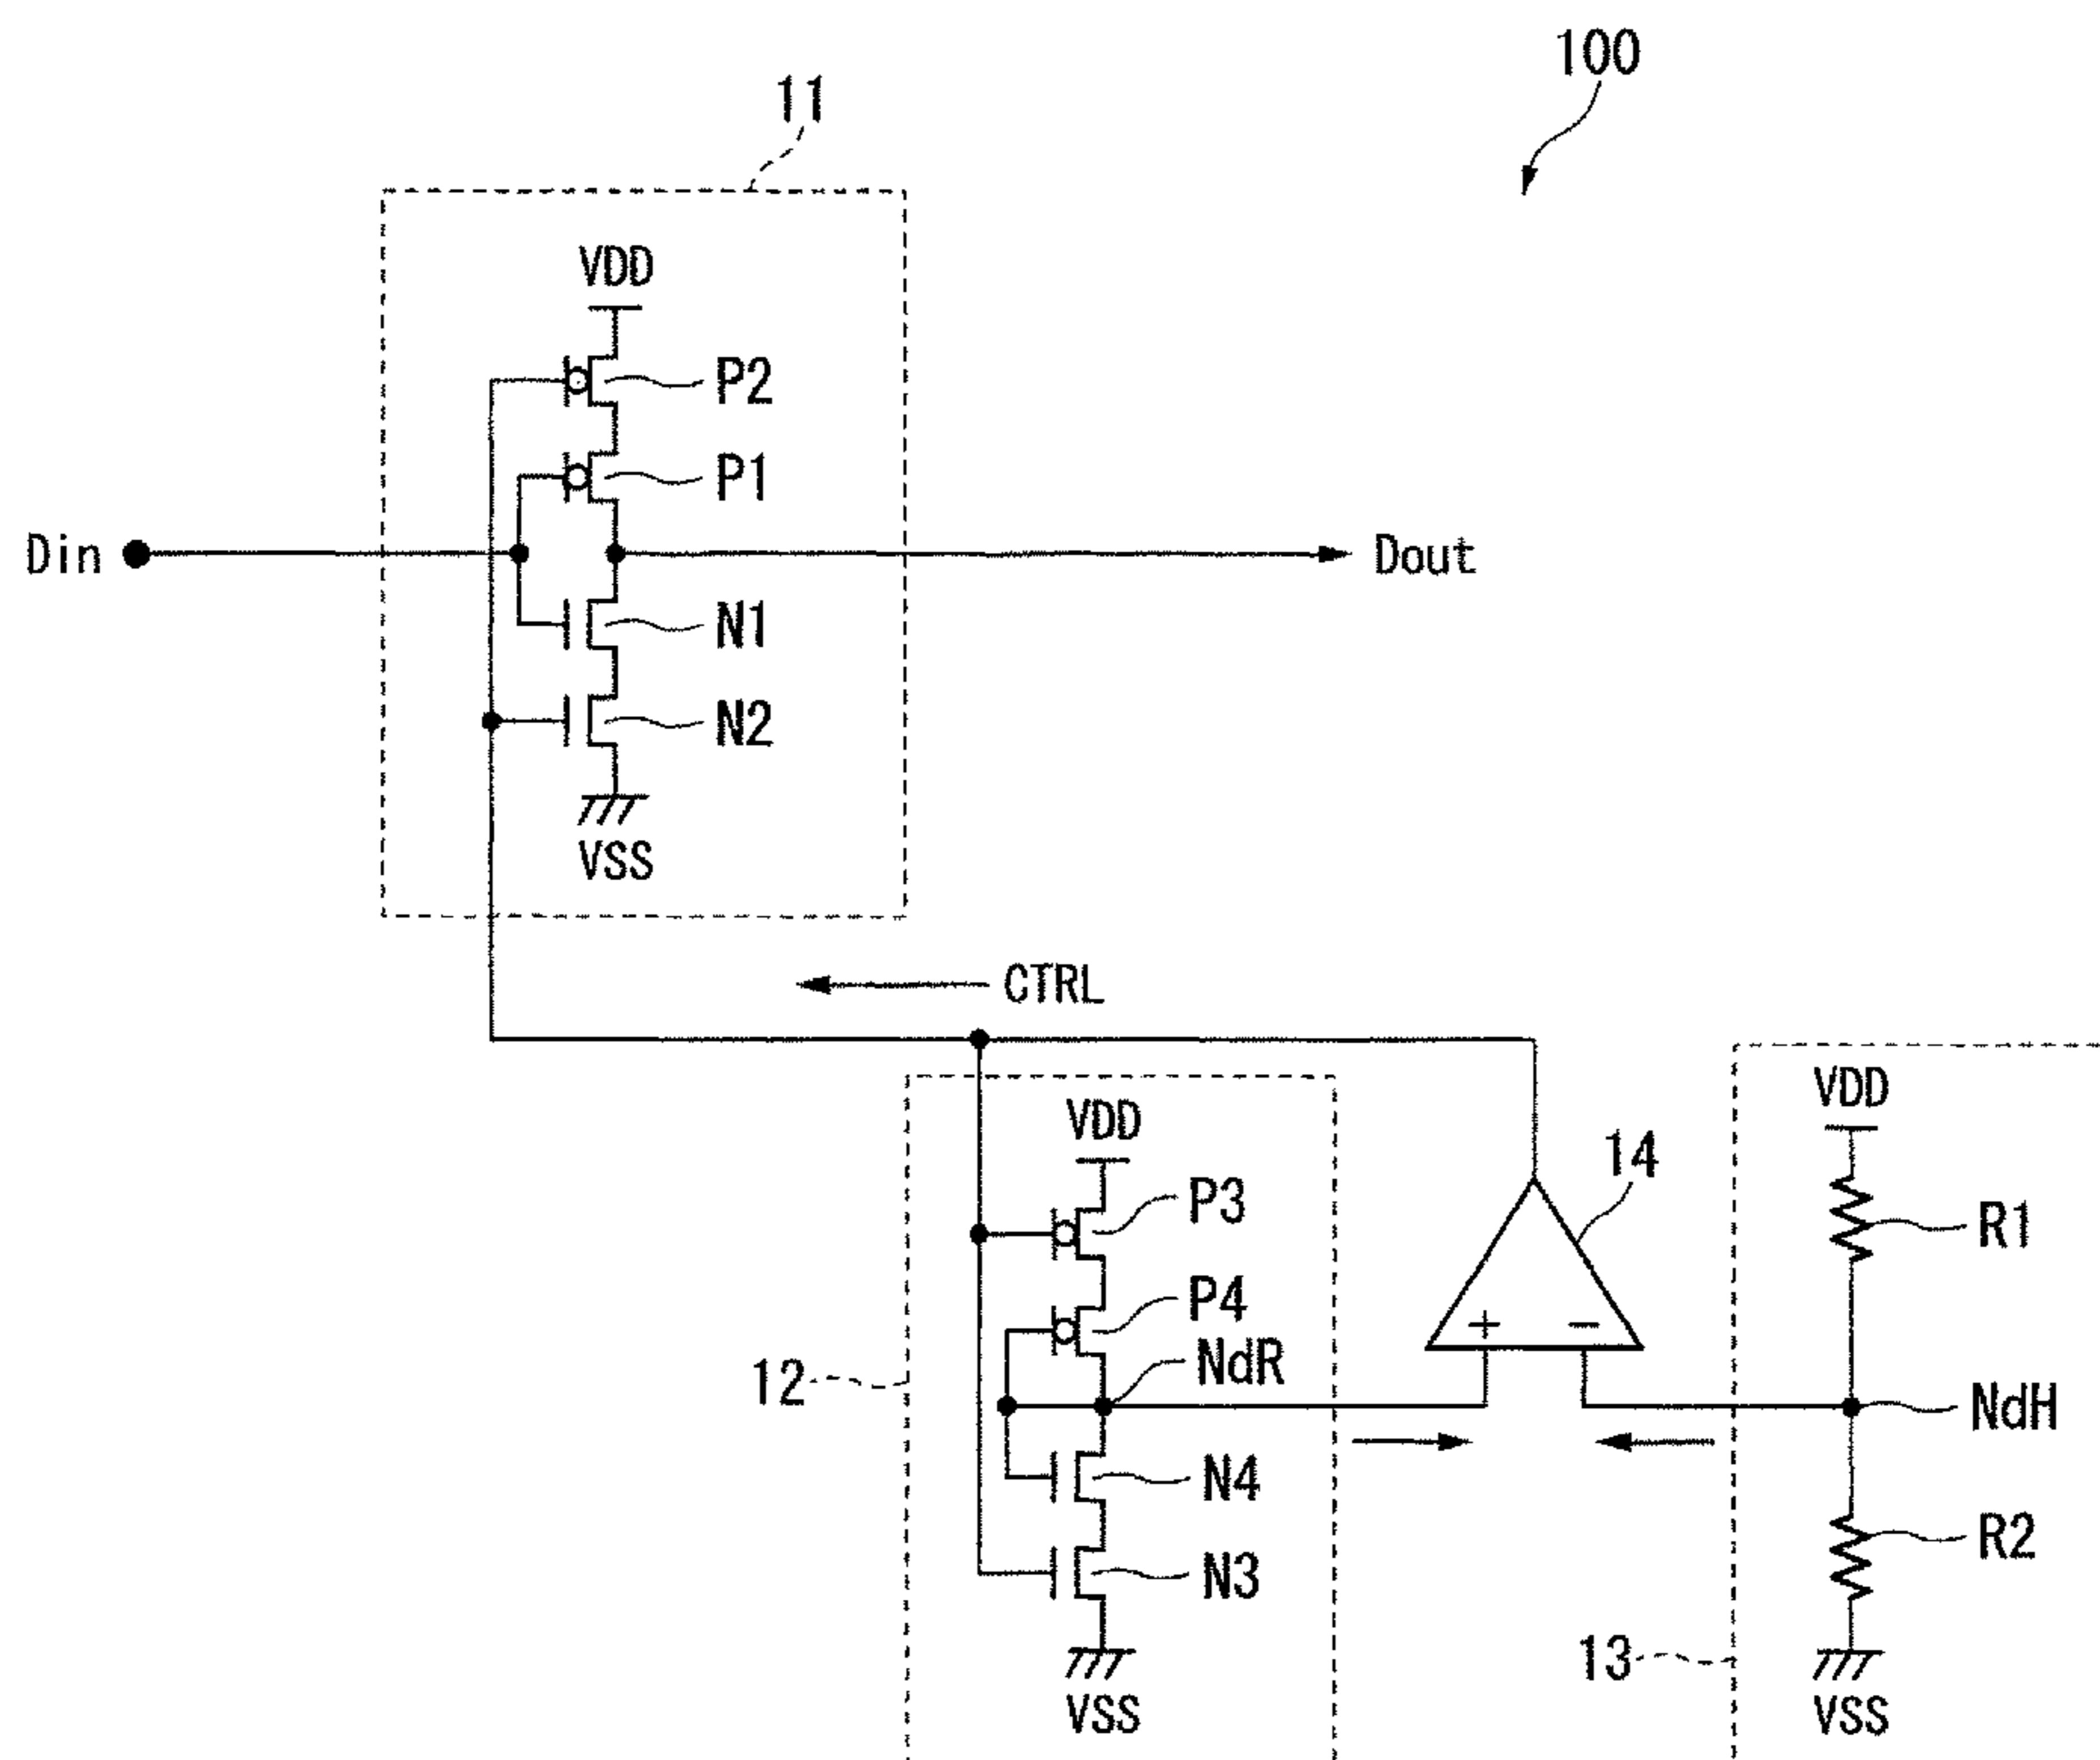 100
11
VDD
P2
P1
Din
Dout
N1
N2
VSS
CTRL
VDD
VDD
14
P3
R1
P4
+ −
NdR
12
NdH
N4
R2
N3
13
VSS
VSS